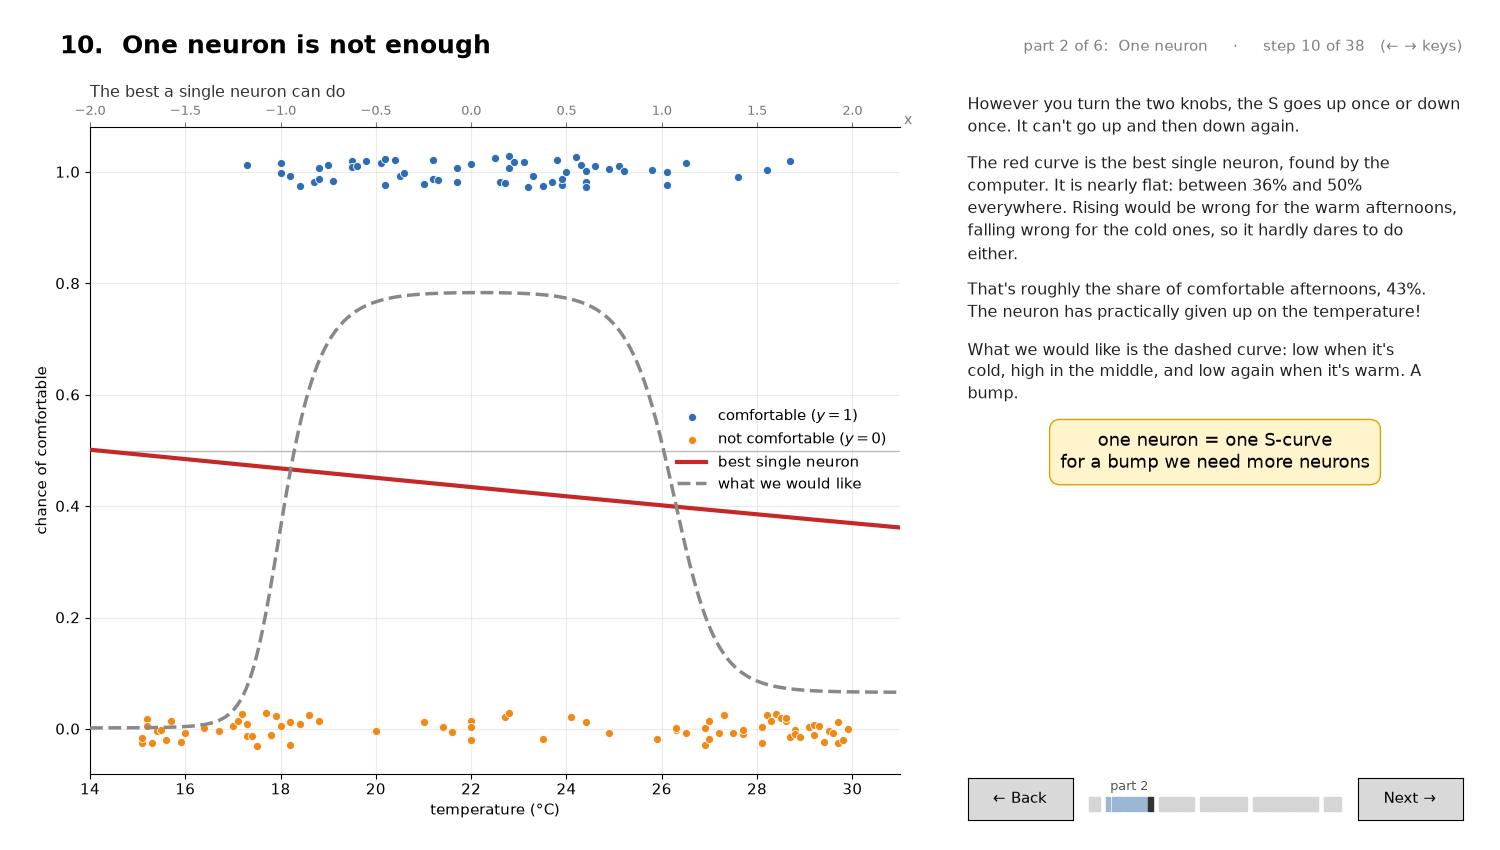 10.  One neuron is not enough
part 2 of 6:  One neuron  ·  step 10 of 38  (← → keys)
The best a single neuron can do
−2.0 −1.5 −1.0 −0.5 0.0 0.5 1.0 1.5 2.0
x
1.0
0.8
0.6
0.4
0.2
0.0
chance of comfortable
comfortable (y = 1)
not comfortable (y = 0)
best single neuron
what we would like
14 16 18 20 22 24 26 28 30
temperature (°C)
However you turn the two knobs, the S goes up once or down
once. It can't go up and then down again.
The red curve is the best single neuron, found by the
computer. It is nearly flat: between 36% and 50%
everywhere. Rising would be wrong for the warm afternoons,
falling wrong for the cold ones, so it hardly dares to do
either.
That's roughly the share of comfortable afternoons, 43%.
The neuron has practically given up on the temperature!
What we would like is the dashed curve: low when it's
cold, high in the middle, and low again when it's warm. A
bump.
one neuron = one S-curve
for a bump we need more neurons
← Back
part 2
Next →